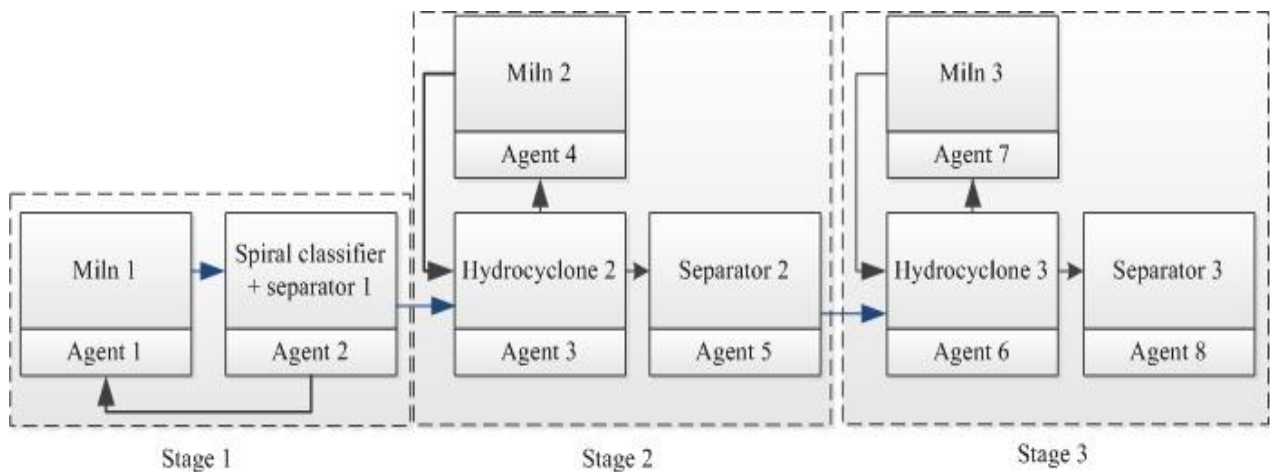 Miln 1
Agent 1
Spiral classifier
+ separator 1
Agent 2
Stage 1
Miln 2
Agent 4
Hydrocyclone 2
Agent 3
Separator 2
Agent 5
Stage 2
Miln 3
Agent 7
Hydrocyclone 3
Agent 6
Separator 3
Agent 8
Stage 3